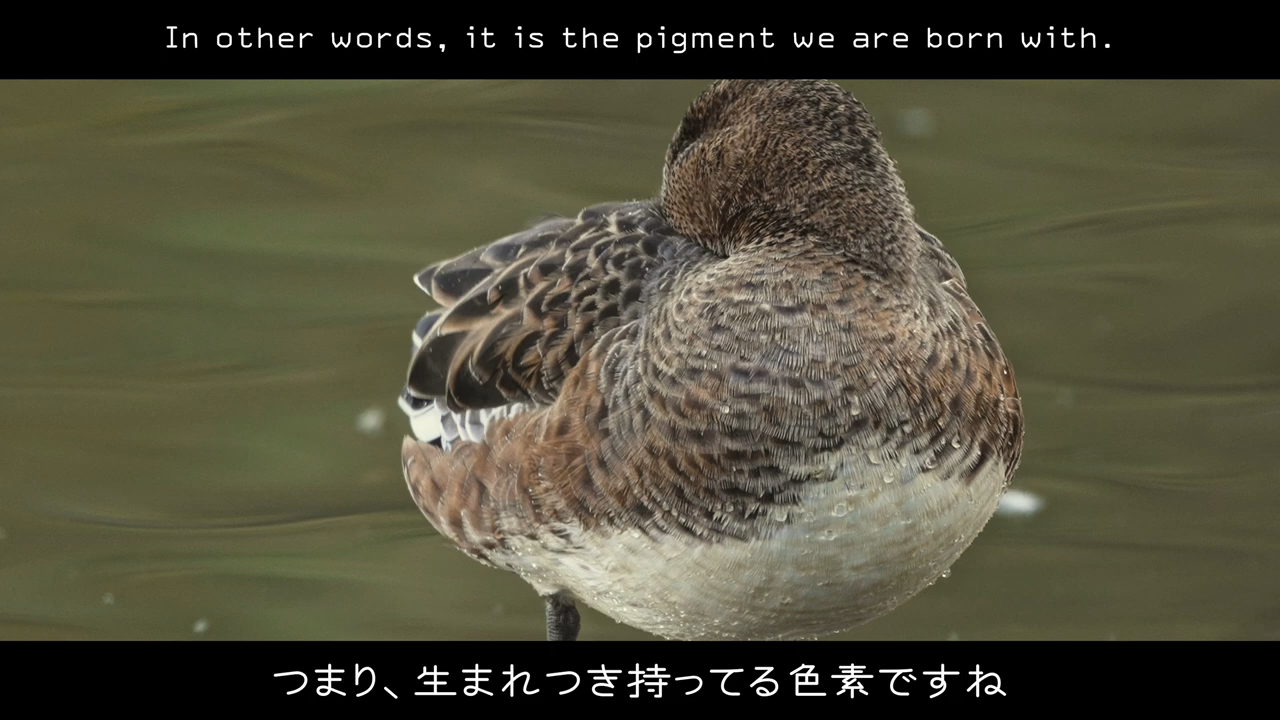 In other words, it is the pigment we are born with.
つまり、生まれつき持ってる色素ですね